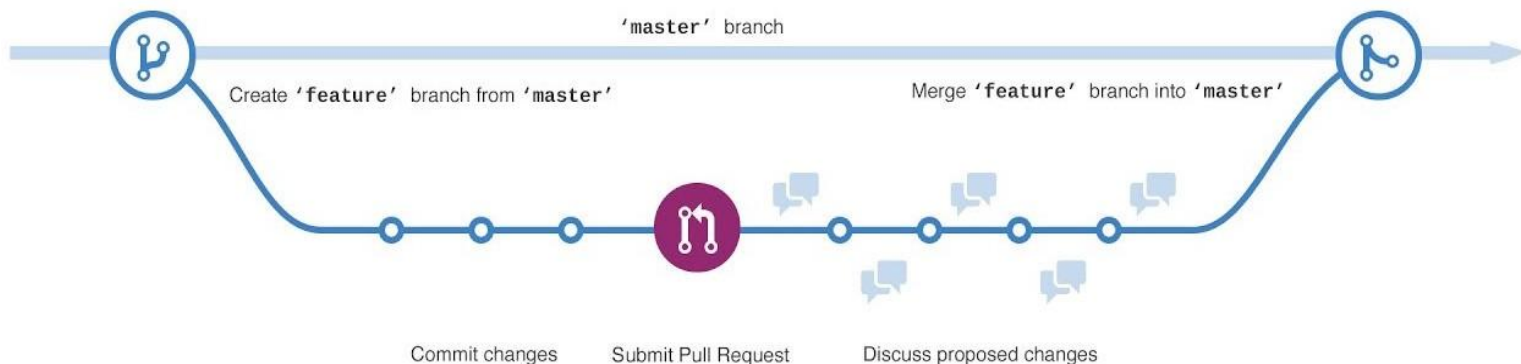 ‘master’ branch
Create ‘feature’ branch from ‘master’
Merge ‘feature’ branch into ‘master’
Commit changes
Submit Pull Request
Discuss proposed changes